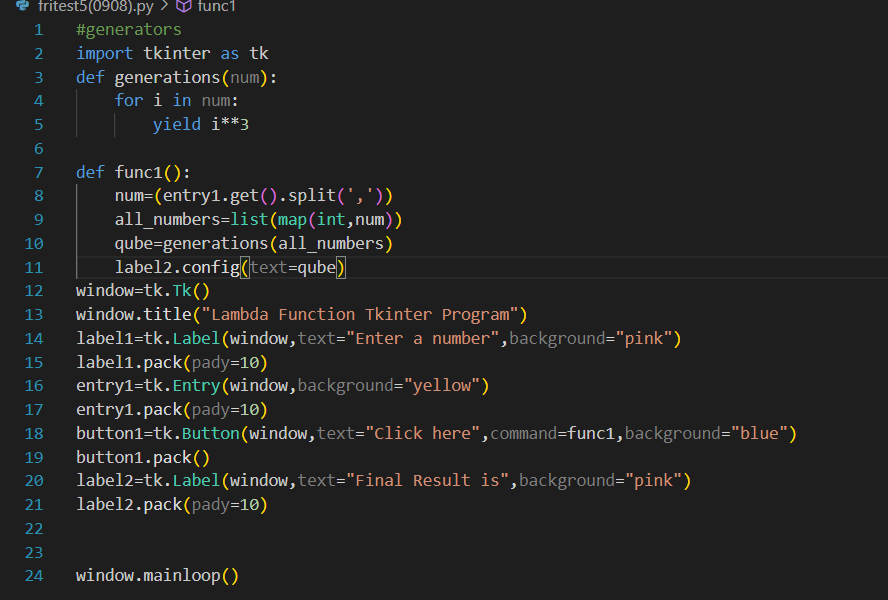 fritest5(0908).py > func1
1 #generators
2 import tkinter as tk
3 def generations(num):
4     for i in num:
5         yield i**3
6
7 def func1():
8     num=(entry1.get().split(','))
9     all_numbers=list(map(int,num))
10     qube=generations(all_numbers)
11     label2.config(text=qube)
12 window=tk.Tk()
13 window.title("Lambda Function Tkinter Program")
14 label1=tk.Label(window,text="Enter a number",background="pink")
15 label1.pack(pady=10)
16 entry1=tk.Entry(window,background="yellow")
17 entry1.pack(pady=10)
18 button1=tk.Button(window,text="Click here",command=func1,background="blue")
19 button1.pack()
20 label2=tk.Label(window,text="Final Result is",background="pink")
21 label2.pack(pady=10)
22
23
24 window.mainloop()